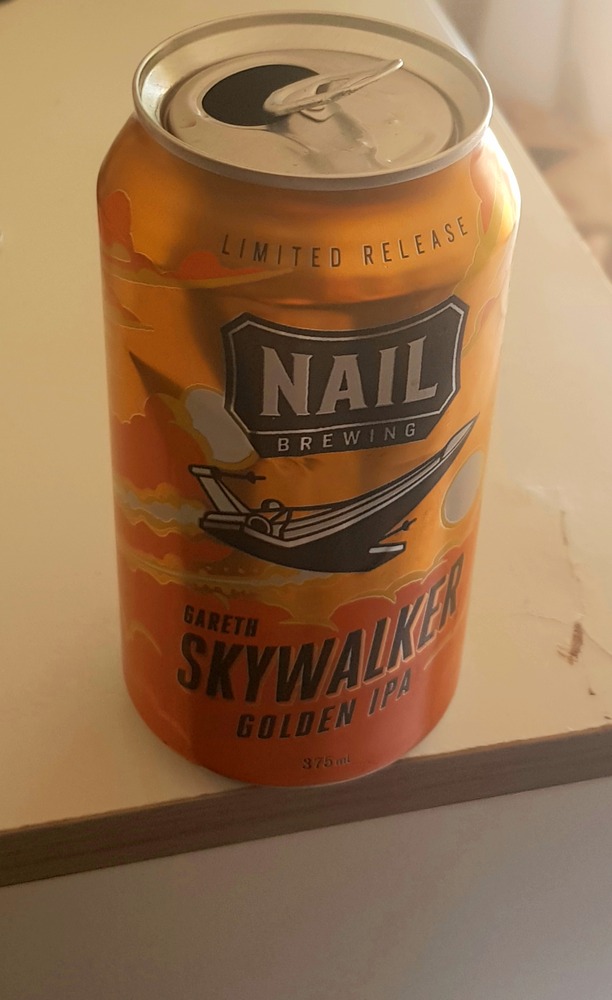 LIMITED RELEASE
NAIL
BREWING
GARETH
SKYWALKER
GOLDEN IPA
375ml